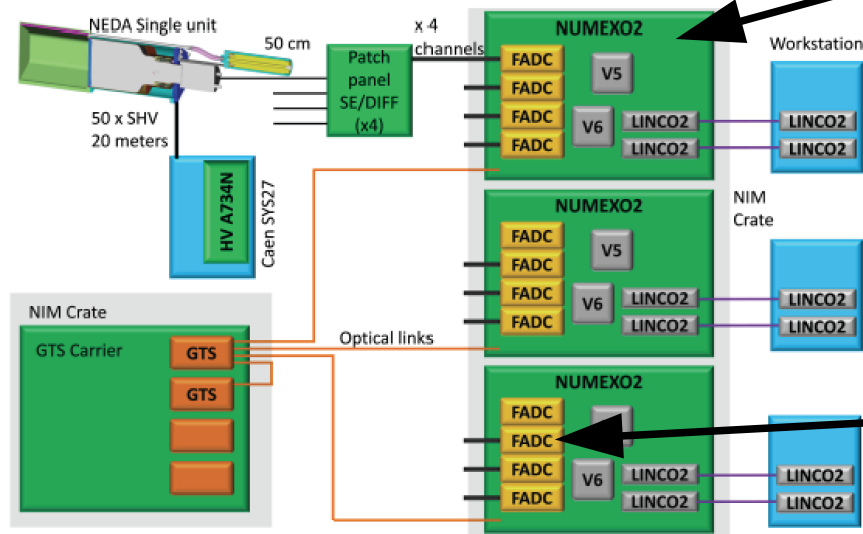 NEDA Single unit
50 cm
x 4
channels
Patch
panel
SE/DIFF
(x4)
50 x SHV
20 meters
HV A734N
Caen SYS27
NUMEXO2
FADC
FADC
FADC
FADC
V5
V6
LINCO2
LINCO2
Workstation
LINCO2
LINCO2
NIM
Crate
NUMEXO2
FADC
FADC
FADC
FADC
V5
V6
LINCO2
LINCO2
LINCO2
LINCO2
NIM Crate
GTS Carrier
GTS
GTS
Optical links
NUMEXO2
FADC
FADC
FADC
FADC
V6
LINCO2
LINCO2
LINCO2
LINCO2